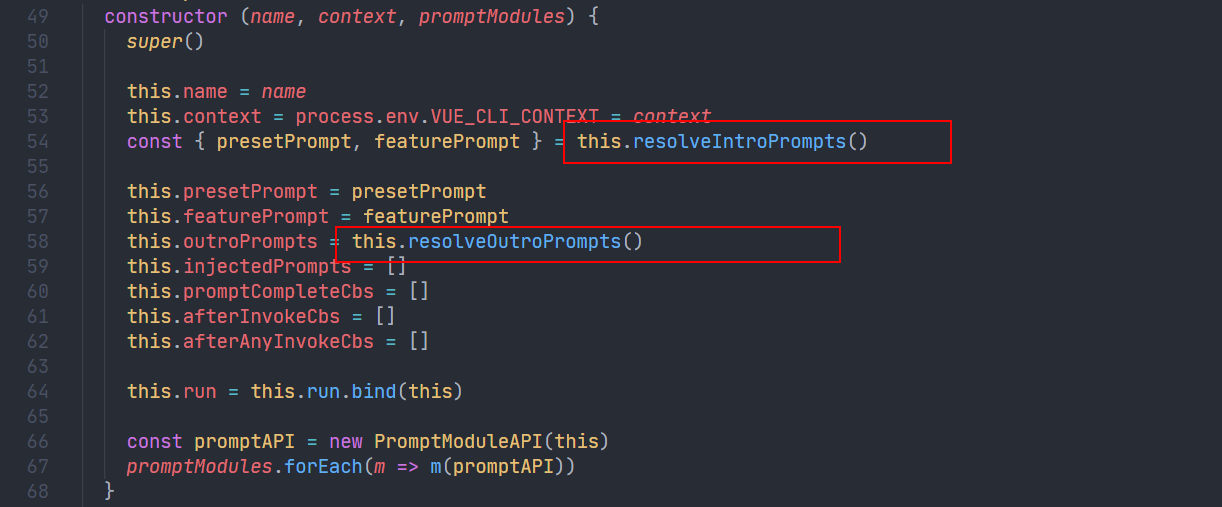 49 constructor (name, context, promptModules) {
50 super()
51
52 this.name = name
53 this.context = process.env.VUE_CLI_CONTEXT = context
54 const { presetPrompt, featurePrompt } = this.resolveIntroPrompts()
55
56 this.presetPrompt = presetPrompt
57 this.featurePrompt = featurePrompt
58 this.outroPrompts = this.resolveOutroPrompts()
59 this.injectedPrompts = []
60 this.promptCompleteCbs = []
61 this.afterInvokeCbs = []
62 this.afterAnyInvokeCbs = []
63
64 this.run = this.run.bind(this)
65
66 const promptAPI = new PromptModuleAPI(this)
67 promptModules.forEach(m => m(promptAPI))
68 }